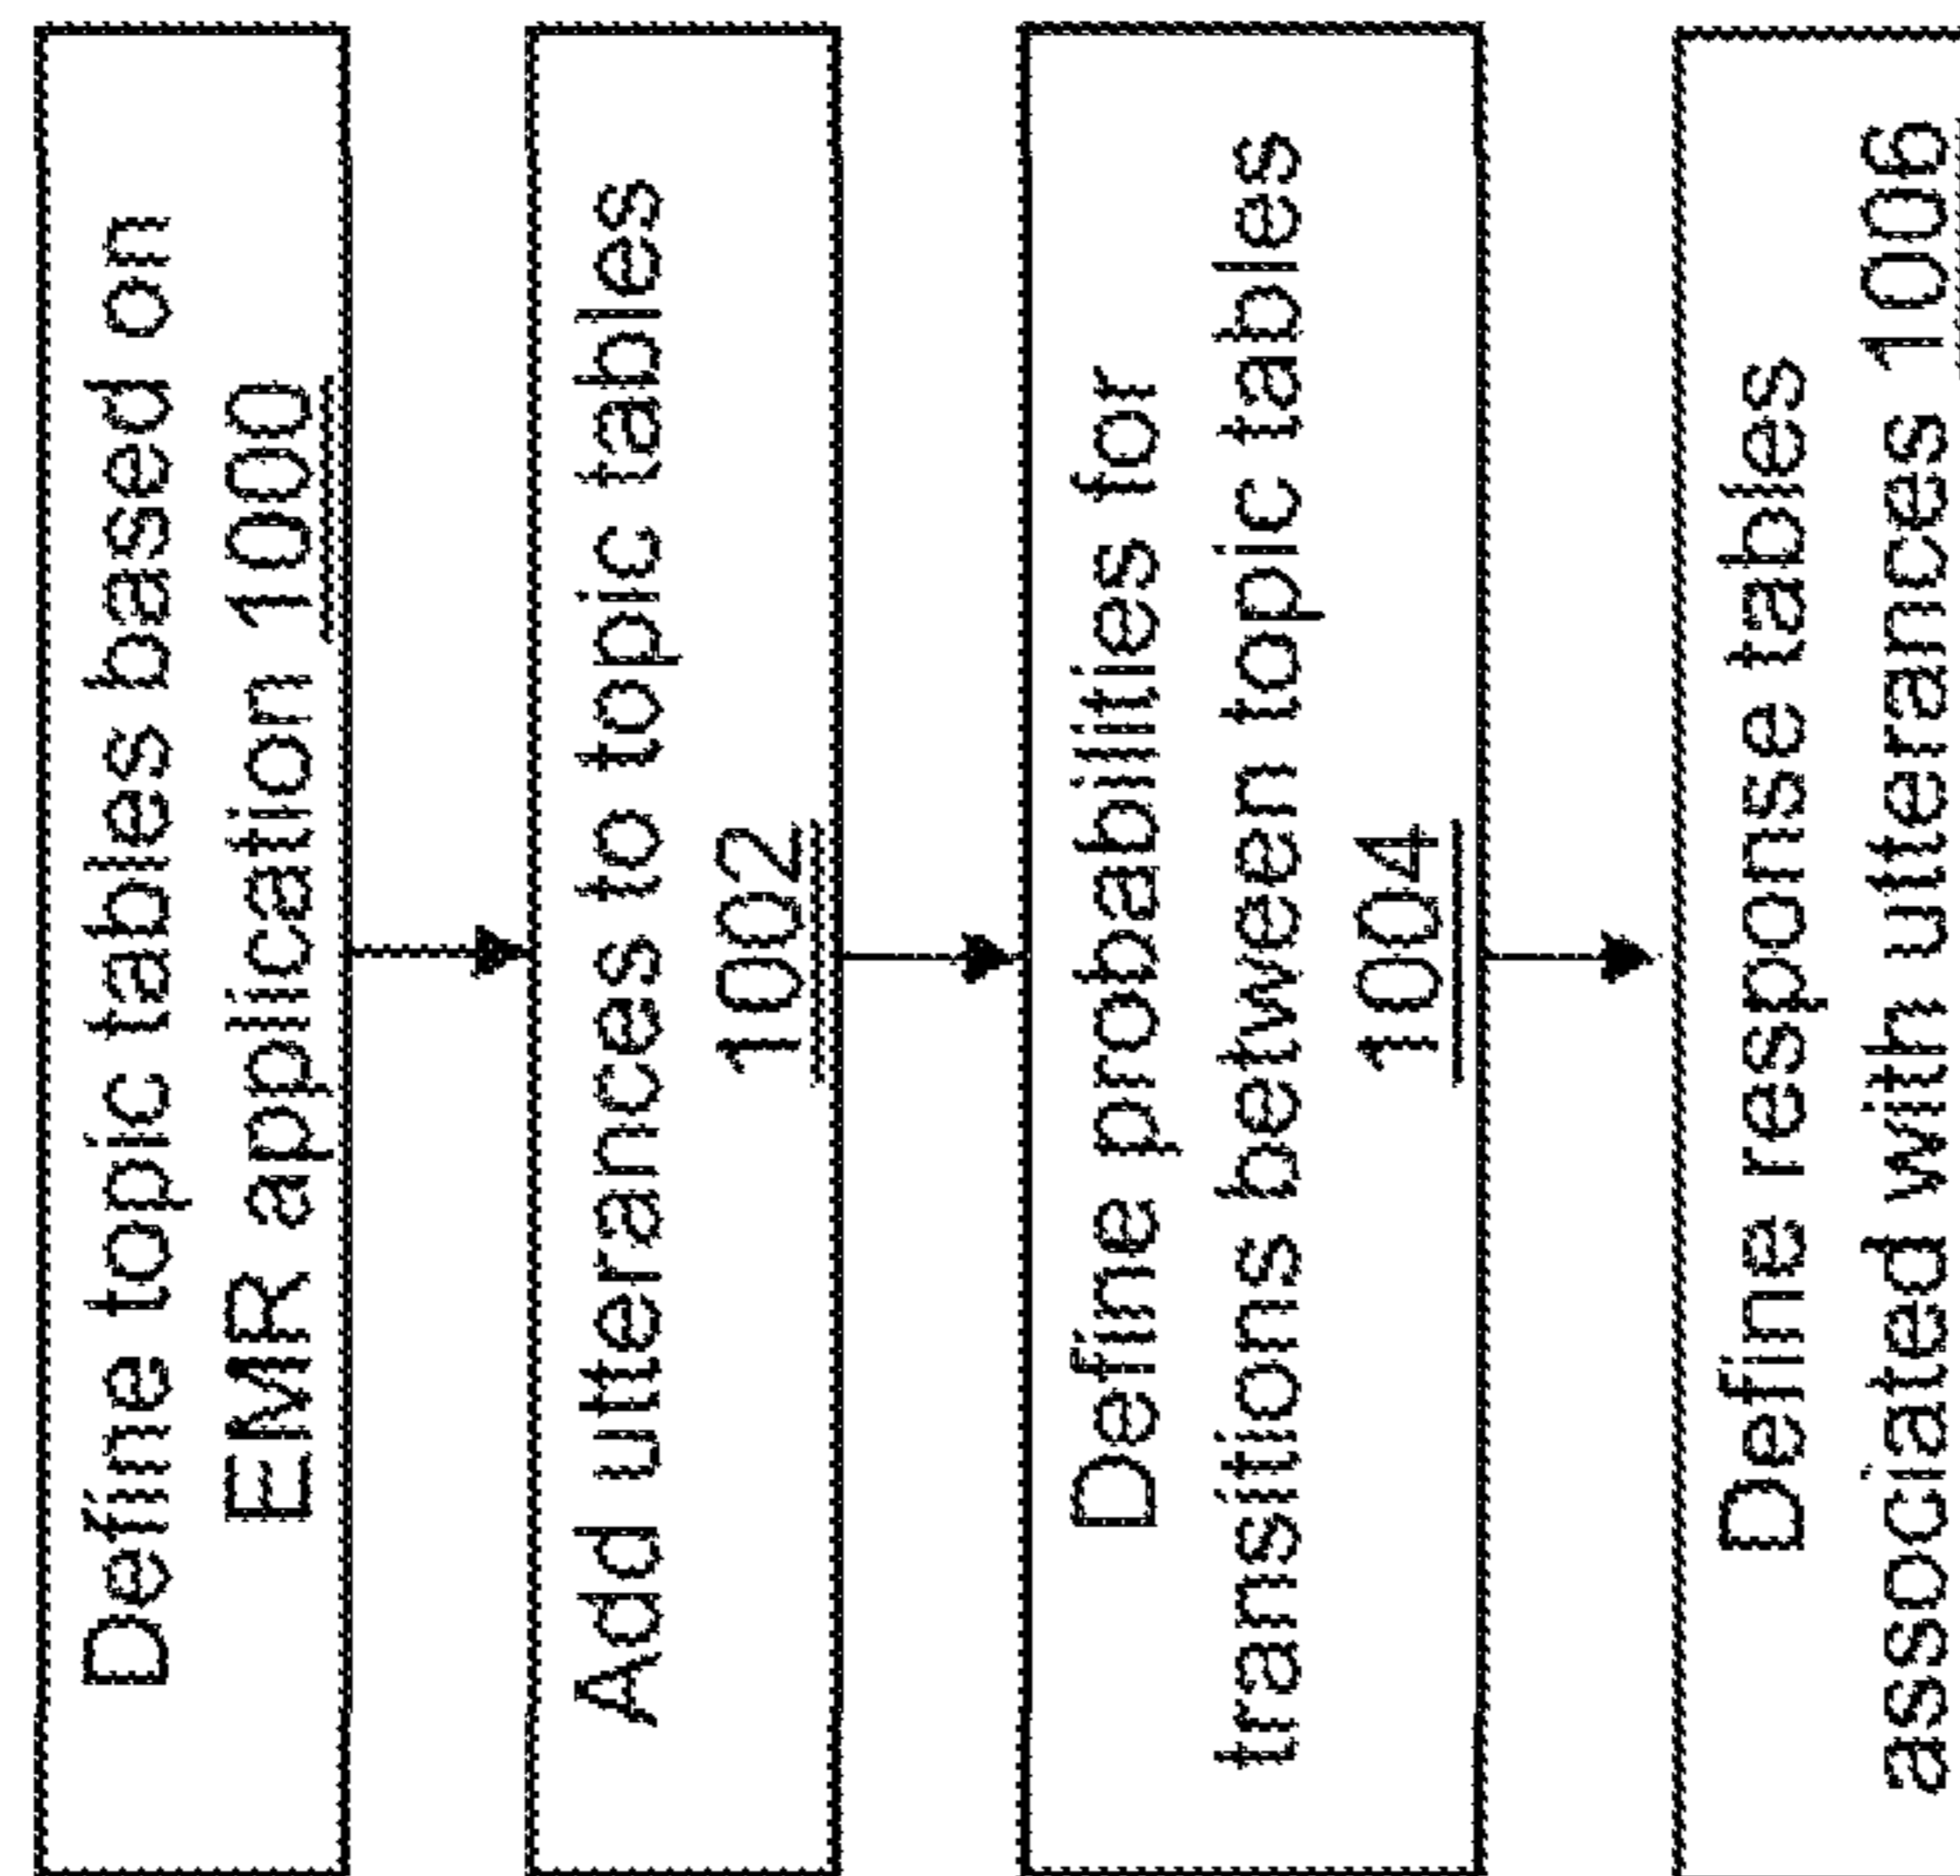 Define topic tables based on
EMR application 1000
Add utterances to topic tables
1002
Define probabilities for
transitions between topic tables
1004
Define response tables
associated with utterances 1006